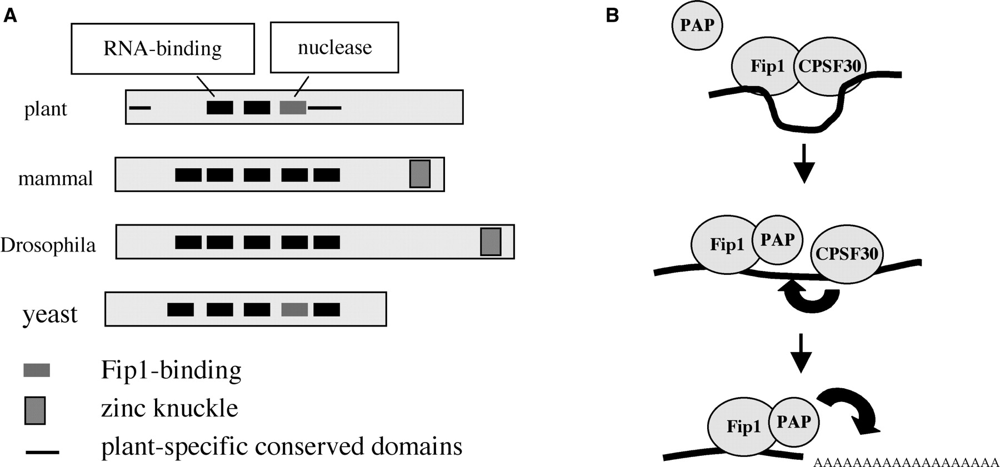 A
RNA-binding
nuclease
plant
mammal
Drosophila
yeast
Fip1-binding
zinc knuckle
plant-specific conserved domains
B
PAP
Fip1
CPSF30
Fip1
PAP
CPSF30
Fip1
PAP
AAAAAAAAAAAAAAAAAAA